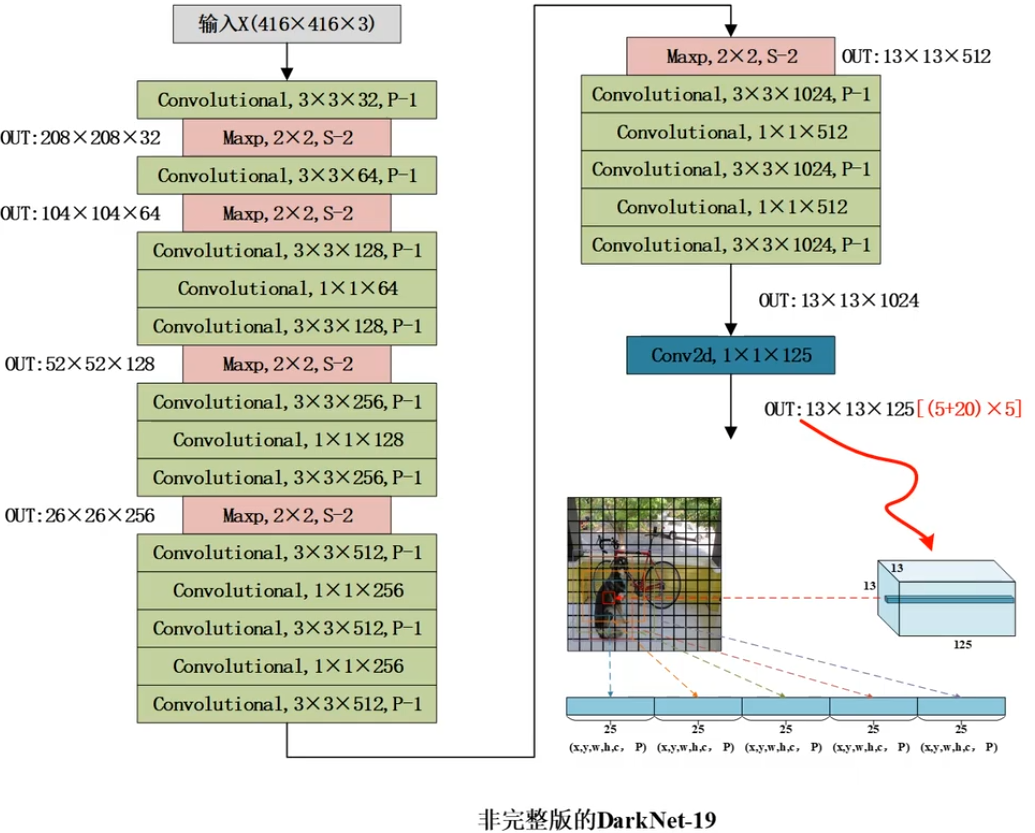 输入X(416×416×3)
Convolutional,3×3×32,P-1
OUT:208×208×32
Maxp,2×2,S-2
Convolutional,3×3×64,P-1
OUT:104×104×64
Maxp,2×2,S-2
Convolutional,3×3×128,P-1
Convolutional,1×1×64
Convolutional,3×3×128,P-1
OUT:52×52×128
Maxp,2×2,S-2
Convolutional,3×3×256,P-1
Convolutional,1×1×128
Convolutional,3×3×256,P-1
OUT:26×26×256
Maxp,2×2,S-2
Convolutional,3×3×512,P-1
Convolutional,1×1×256
Convolutional,3×3×512,P-1
Convolutional,1×1×256
Convolutional,3×3×512,P-1
Maxp,2×2,S-2
OUT:13×13×512
Convolutional,3×3×1024,P-1
Convolutional,1×1×512
Convolutional,3×3×1024,P-1
Convolutional,1×1×512
Convolutional,3×3×1024,P-1
OUT:13×13×1024
Conv2d,1×1×125
OUT:13×13×125[(5+20)×5]
13
13
125
25 25 25 25 25
(x,y,w,h,c, P) (x,y,w,h,c, P) (x,y,w,h,c, P) (x,y,w,h,c, P) (x,y,w,h,c, P)
非完整版的DarkNet-19